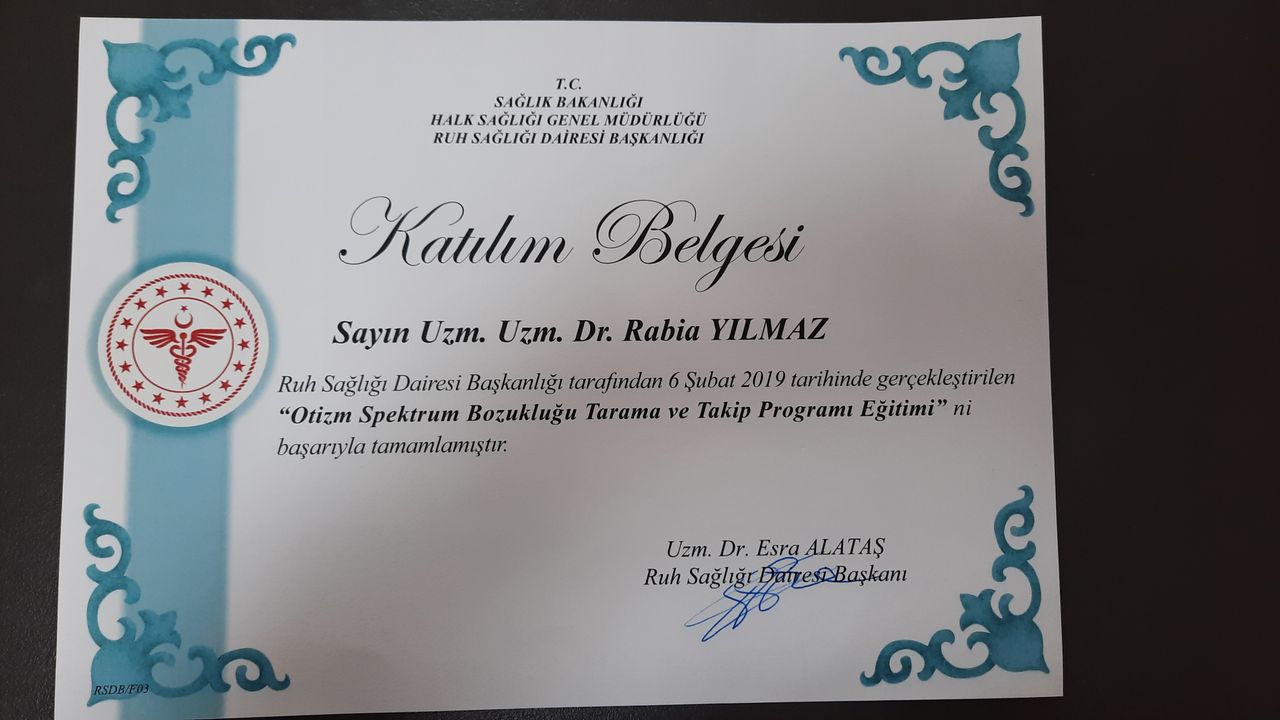 T.C.
SAĞLIK BAKANLIĞI
HALK SAĞLIĞI GENEL MÜDÜRLÜĞÜ
RUH SAĞLIĞI DAİRESİ BAŞKANLIĞI
Katılım Belgesi
Sayın Uzm. Uzm. Dr. Rabia YILMAZ
Ruh Sağlığı Dairesi Başkanlığı tarafından 6 Şubat 2019 tarihinde gerçekleştirilen
“Otizm Spektrum Bozukluğu Tarama ve Takip Programı Eğitimi” ni
başarıyla tamamlamıştır.
Uzm. Dr. Esra ALATAŞ
Ruh Sağlığı Dairesi Başkanı
RSDB/F03